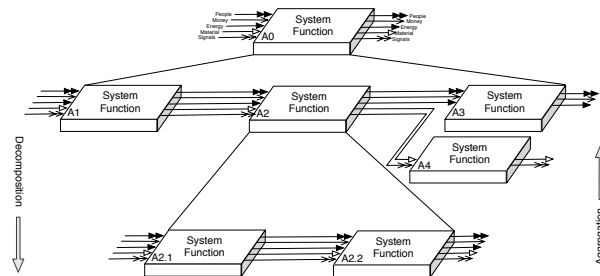 People
Money
Energy
Material
Signals
System
Function
A0
People
Money
Energy
Material
Signals
System
Function
A1
System
Function
A2
System
Function
A3
System
Function
A4
Decomposition
Aggregation
System
Function
A2.1
System
Function
A2.2